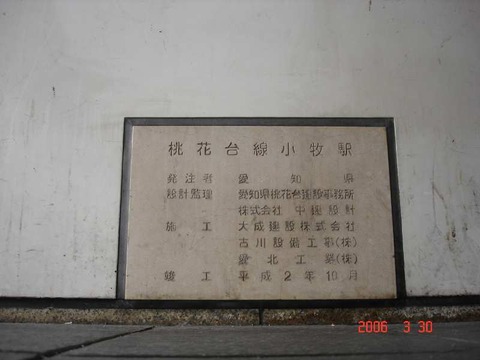 桃花台線小牧駅
発注者 愛知県
設計監理 愛知県桃花台建設事務所
株式会社 中建設計
施工 大成建設株式会社
古川設備工業(株)
愛北工業(株)
竣工 平成2年10月
2006 3 30